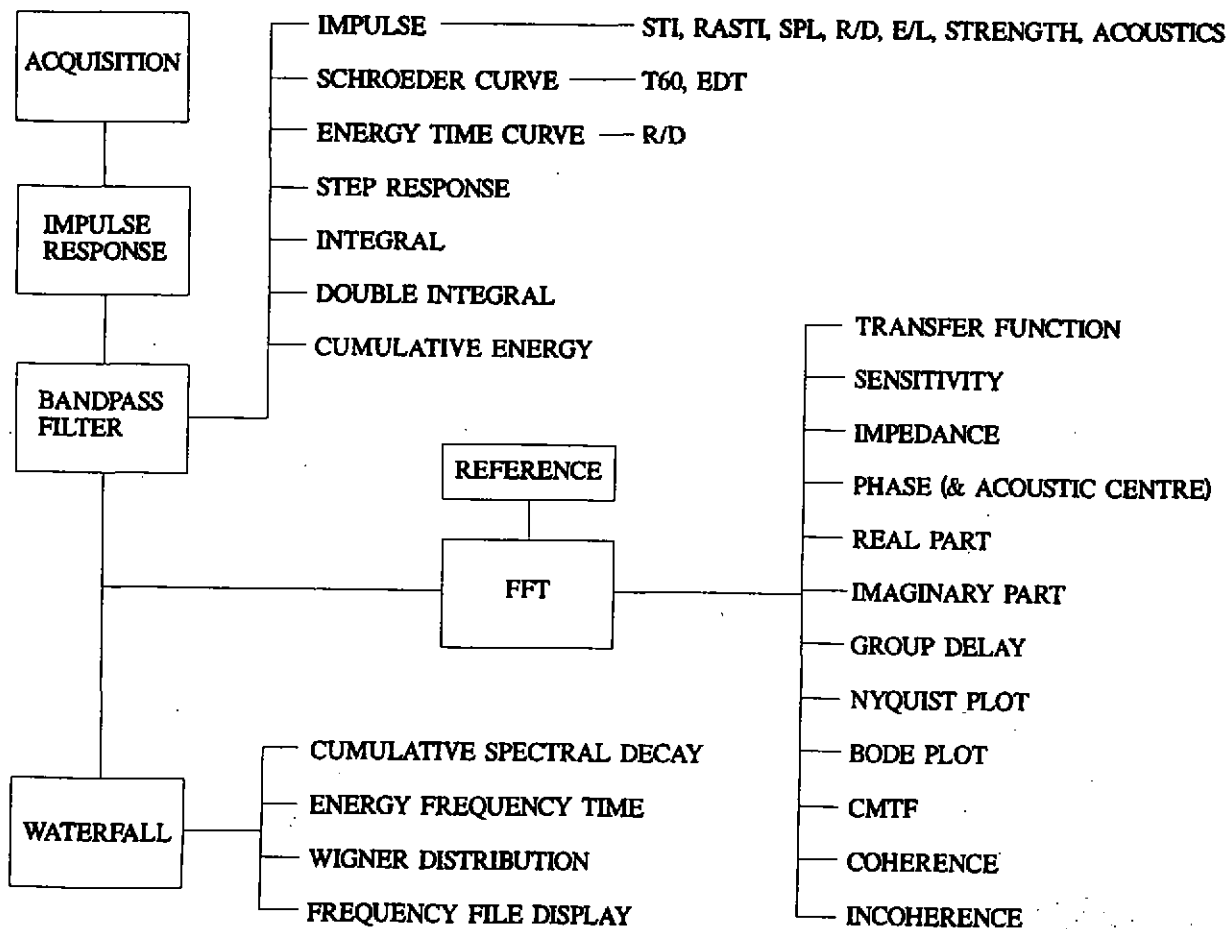 ACQUISITION
IMPULSE
RESPONSE
BANDPASS
FILTER
IMPULSE
STI, RASTI, SPL, R/D, E/L, STRENGTH, ACOUSTICS
SCHROEDER CURVE
T60, EDT
ENERGY TIME CURVE
R/D
STEP RESPONSE
INTEGRAL
DOUBLE INTEGRAL
CUMULATIVE ENERGY
REFERENCE
FFT
TRANSFER FUNCTION
SENSITIVITY
IMPEDANCE
PHASE (& ACOUSTIC CENTRE)
REAL PART
IMAGINARY PART
GROUP DELAY
NYQUIST PLOT
BODE PLOT
CMTF
COHERENCE
INCOHERENCE
WATERFALL
CUMULATIVE SPECTRAL DECAY
ENERGY FREQUENCY TIME
WIGNER DISTRIBUTION
FREQUENCY FILE DISPLAY